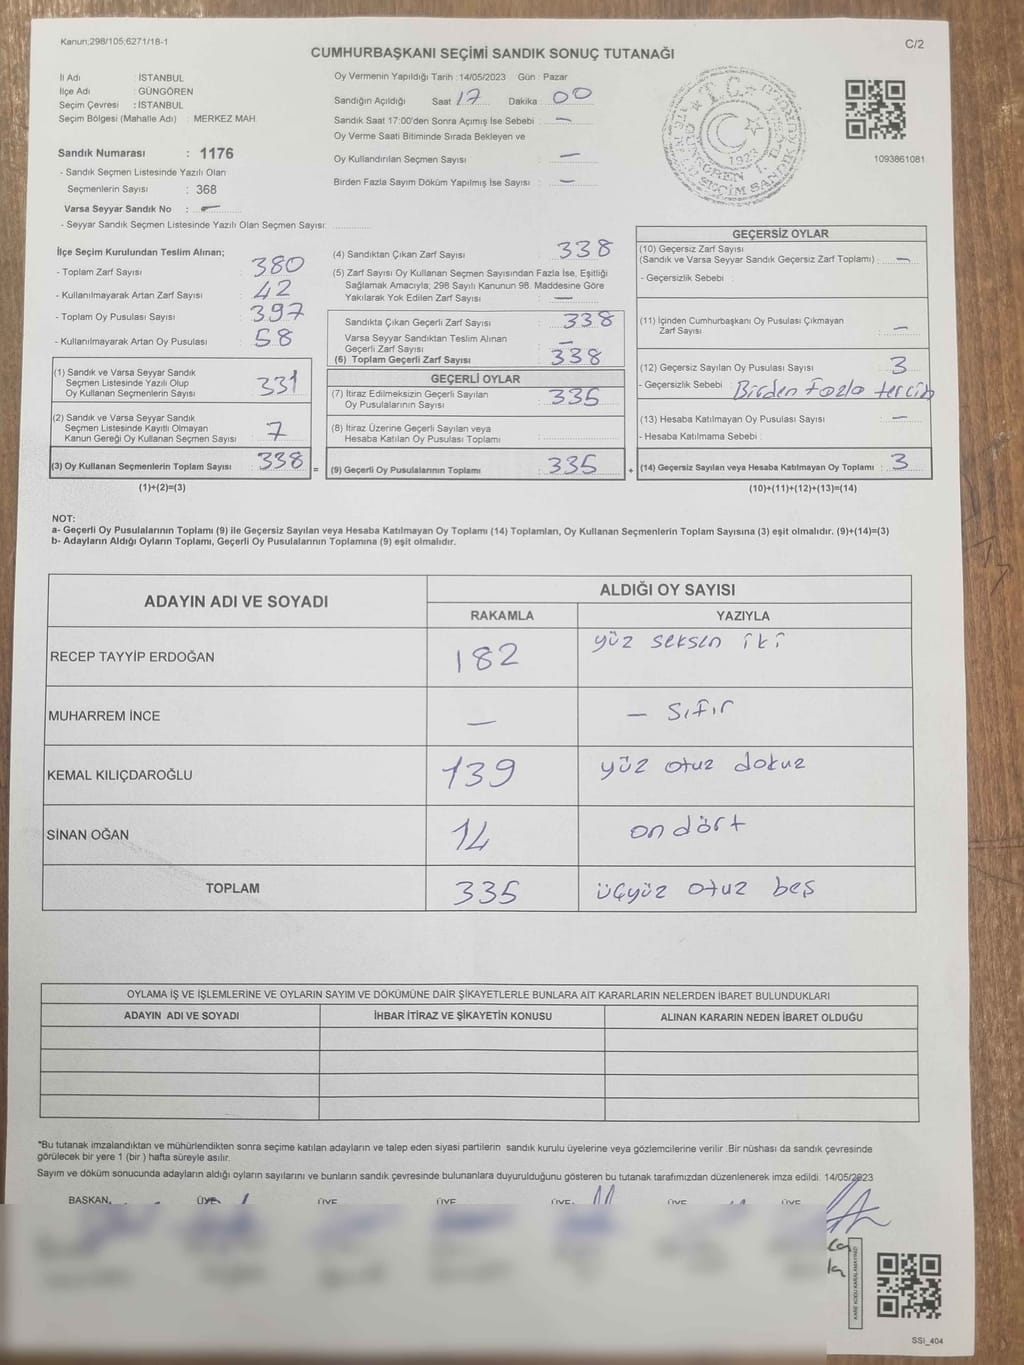 Kanun;298/105;6271/18-1
C/2
CUMHURBAŞKANI SEÇİMİ SANDIK SONUÇ TUTANAĞI
İl Adı : İSTANBUL
İlçe Adı : GÜNGÖREN
Seçim Çevresi : İSTANBUL
Seçim Bölgesi (Mahalle Adı) : MERKEZ MAH.
Sandık Numarası : 1176
- Sandık Seçmen Listesinde Yazılı Olan
Seçmenlerin Sayısı : 368
Varsa Seyyar Sandık No : —
- Seyyar Sandık Seçmen Listesinde Yazılı Olan Seçmen Sayısı:
Oy Vermenin Yapıldığı Tarih : 14/05/2023 Gün : Pazar
Sandığın Açıldığı Saat 17 Dakika : 00
Sandık Saat 17:00'den Sonra Açımış İse Sebebi : —
Oy Verme Saati Bitiminde Sırada Bekleyen ve
Oy Kullandırılan Seçmen Sayısı : —
Birden Fazla Sayım Döküm Yapılmış İse Sayısı : —
T.C.
1923
1093861081
İlçe Seçim Kurulundan Teslim Alınan;
- Toplam Zarf Sayısı 380
- Kullanılmayarak Artan Zarf Sayısı : 42
- Toplam Oy Pusulası Sayısı : 397
- Kullanılmayarak Artan Oy Pusulası : 58
(1) Sandık ve Varsa Seyyar Sandık
Seçmen Listesinde Yazılı Olup
Oy Kullanan Seçmenlerin Sayısı : 331
(2) Sandık ve Varsa Seyyar Sandık
Seçmen Listesinde Kayıtlı Olmayan
Kanun Gereği Oy Kullanan Seçmen Sayısı : 7
(3) Oy Kullanan Seçmenlerin Toplam Sayısı : 338
(1)+(2)=(3)
(4) Sandıktan Çıkan Zarf Sayısı : 338
(5) Zarf Sayısı Oy Kullanan Seçmen Sayısından Fazla İse, Eşitliği
Sağlamak Amacıyla; 298 Sayılı Kanunun 98. Maddesine Göre
Yakılarak Yok Edilen Zarf Sayısı : —
Sandıkta Çıkan Geçerli Zarf Sayısı : 338
Varsa Seyyar Sandıktan Teslim Alınan
Geçerli Zarf Sayısı : —
(6) Toplam Geçerli Zarf Sayısı : 338
GEÇERLİ OYLAR
(7) İtiraz Edilmeksizin Geçerli Sayılan
Oy Pusulalarının Sayısı : 335
(8) İtiraz Üzerine Geçerli Sayılan veya
Hesaba Katılan Oy Pusulası Toplamı :
= (9) Geçerli Oy Pusulalarının Toplamı : 335 +
GEÇERSİZ OYLAR
(10) Geçersiz Zarf Sayısı
(Sandık ve Varsa Seyyar Sandık Geçersiz Zarf Toplamı) : —
- Geçersizlik Sebebi :
(11) İçinden Cumhurbaşkanı Oy Pusulası Çıkmayan
Zarf Sayısı : —
(12) Geçersiz Sayılan Oy Pusulası Sayısı : 3
- Geçersizlik Sebebi : Birden Fazla tercih
(13) Hesaba Katılmayan Oy Pusulası Sayısı : —
- Hesaba Katılmama Sebebi :
(14) Geçersiz Sayılan veya Hesaba Katılmayan Oy Toplamı : 3
(10)+(11)+(12)+(13)=(14)
NOT:
a- Geçerli Oy Pusulalarının Toplamı (9) ile Geçersiz Sayılan veya Hesaba Katılmayan Oy Toplamı (14) Toplamları, Oy Kullanan Seçmenlerin Toplam Sayısına (3) eşit olmalıdır. (9)+(14)=(3)
b- Adayların Aldığı Oyların Toplamı, Geçerli Oy Pusulalarının Toplamına (9) eşit olmalıdır.
ADAYIN ADI VE SOYADI
ALDIĞI OY SAYISI
RAKAMLA YAZIYLA
RECEP TAYYİP ERDOĞAN 182 yüz seksen iki
MUHARREM İNCE — — sıfır
KEMAL KILIÇDAROĞLU 139 yüz otuz dokuz
SİNAN OĞAN 14 on dört
TOPLAM 335 üçyüz otuz beş
OYLAMA İŞ VE İŞLEMLERİNE VE OYLARIN SAYIM VE DÖKÜMÜNE DAİR ŞİKAYETLERLE BUNLARA AİT KARARLARIN NELERDEN İBARET BULUNDUKLARI
ADAYIN ADI VE SOYADI İHBAR İTİRAZ VE ŞİKAYETİN KONUSU ALINAN KARARIN NEDEN İBARET OLDUĞU
*Bu tutanak imzalandıktan ve mühürlendikten sonra seçime katılan adayların ve talep eden siyasi partilerin sandık kurulu üyelerine veya gözlemcilerine verilir. Bir nüshası da sandık çevresinde
görülecek bir yere 1 (bir ) hafta süreyle asılır.
Sayım ve döküm sonucunda adayların aldığı oyların sayılarını ve bunların sandık çevresinde bulunanlara duyurulduğunu gösteren bu tutanak tarafımızdan düzenlenerek imza edildi. 14/05/2023
BAŞKAN ÜYE ÜYE ÜYE ÜYE ÜYE ÜYE
KARE KODU KARALAMAYINIZ!
SSI_404